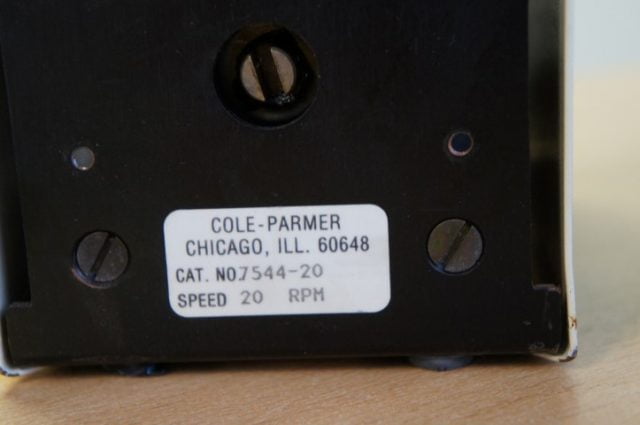 COLE-PARMER
CHICAGO, ILL. 60648
CAT. NO.7544-20
SPEED 20 RPM